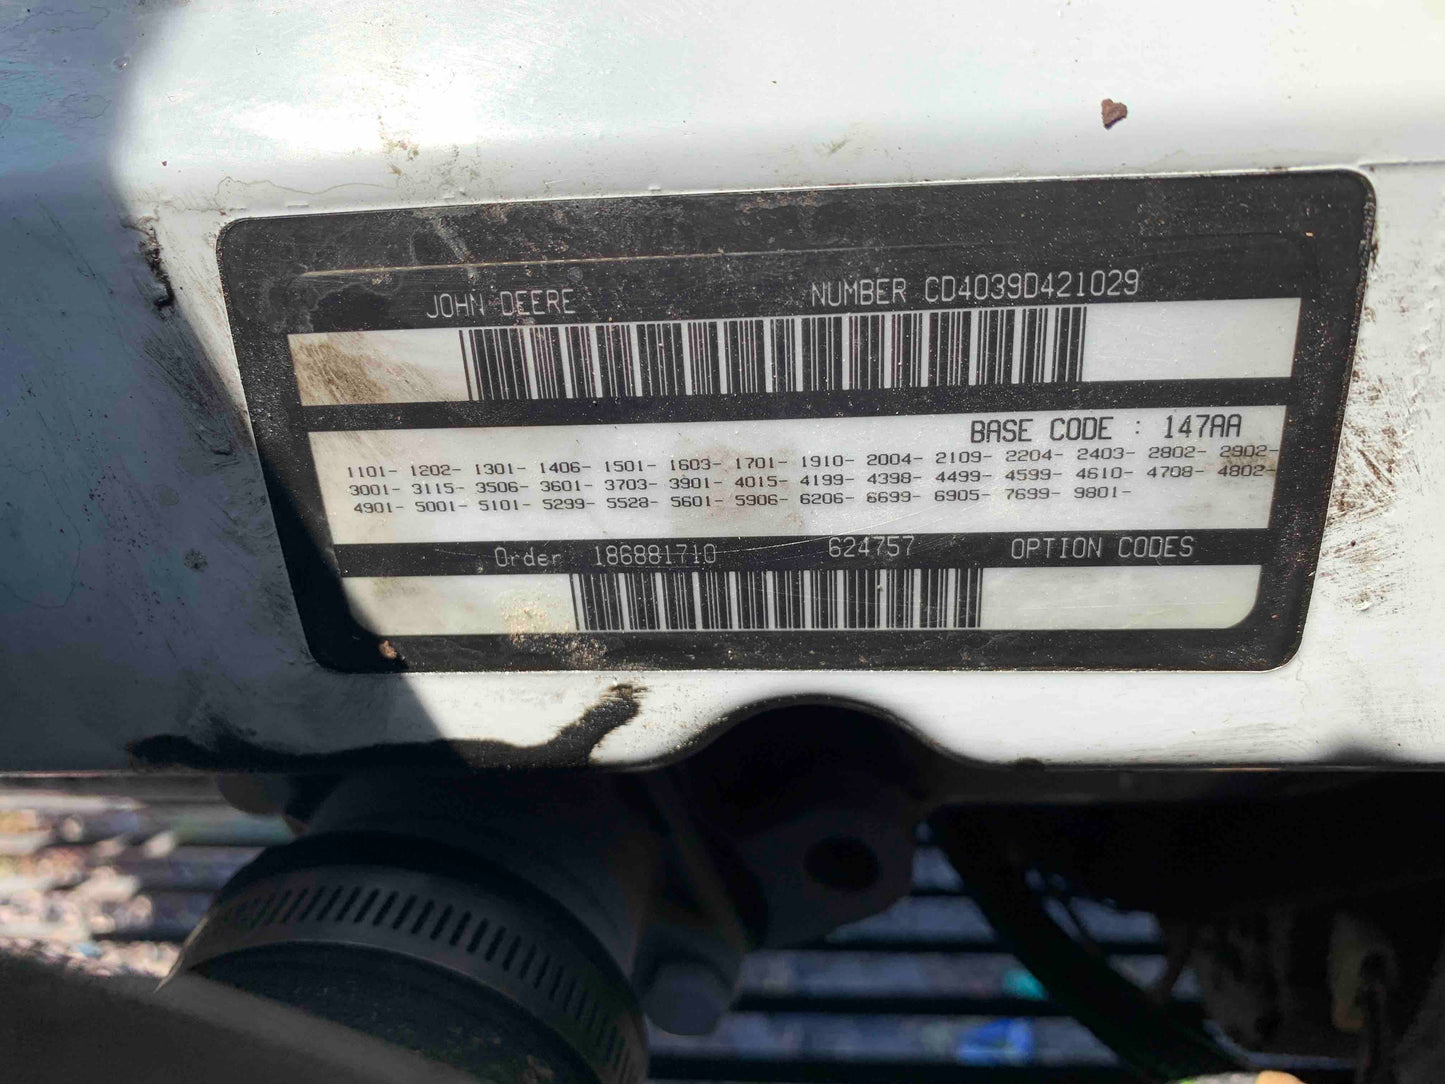 JOHN DEERE NUMBER CD4039D421029
BASE CODE : 147AA
1101- 1202- 1301- 1406- 1501- 1603- 1701- 1910- 2004- 2109- 2204- 2403- 2802- 2902-
3001- 3115- 3506- 3601- 3703- 3901- 4015- 4199- 4398- 4499- 4599- 4610- 4708- 4802-
4901- 5001- 5101- 5299- 5528- 5601- 5906- 6206- 6699- 6905- 7699- 9801-
Order 186881710 624757 OPTION CODES